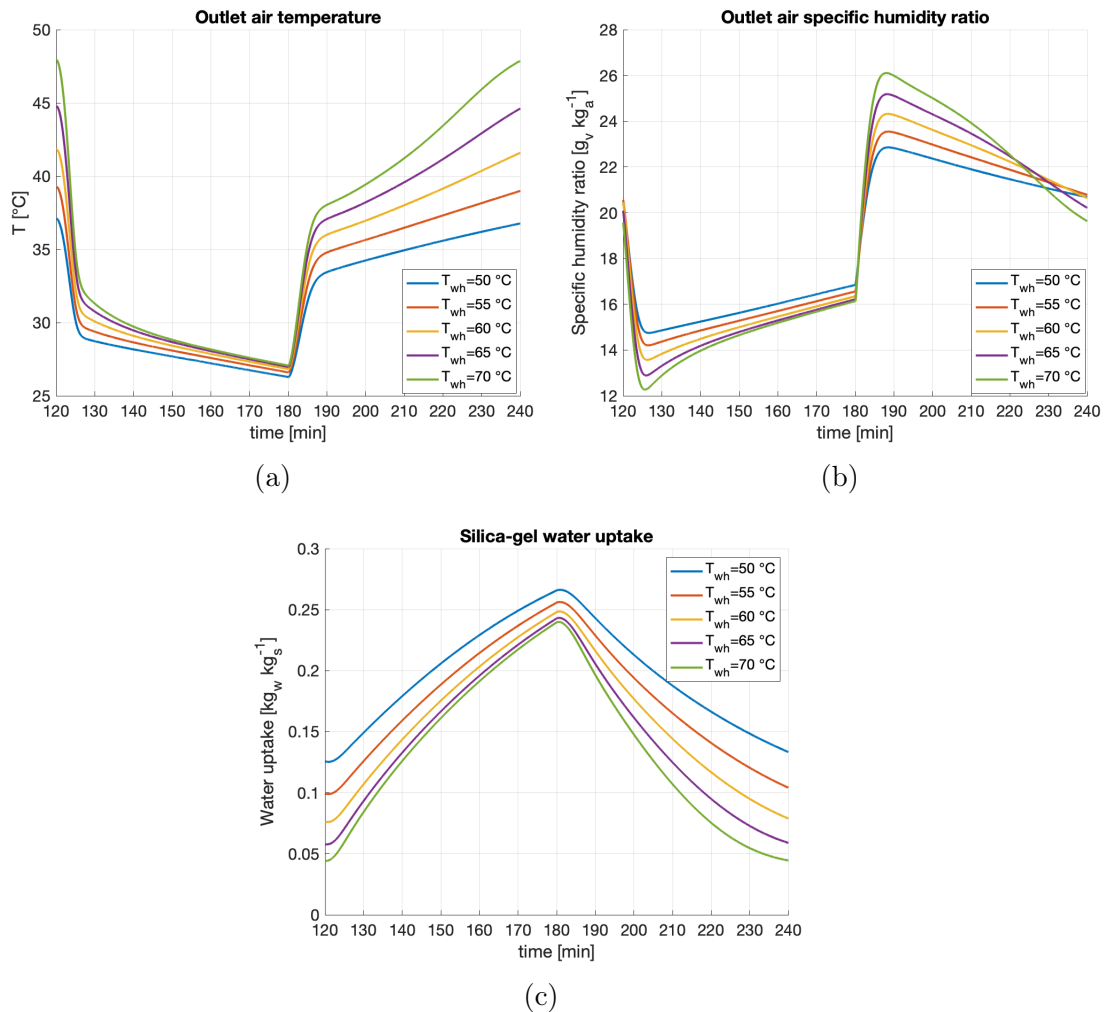 Outlet air temperature
50
45
40
35
30
25
T [°C]
120 130 140 150 160 170 180 190 200 210 220 230 240
time [min]
T_wh=50 °C
T_wh=55 °C
T_wh=60 °C
T_wh=65 °C
T_wh=70 °C
(a)
Outlet air specific humidity ratio
28
26
24
22
20
18
16
14
12
Specific humidity ratio [g_v kg_a^-1]
120 130 140 150 160 170 180 190 200 210 220 230 240
time [min]
T_wh=50 °C
T_wh=55 °C
T_wh=60 °C
T_wh=65 °C
T_wh=70 °C
(b)
Silica-gel water uptake
0.3
0.25
0.2
0.15
0.1
0.05
0
Water uptake [kg_w kg_s^-1]
120 130 140 150 160 170 180 190 200 210 220 230 240
time [min]
T_wh=50 °C
T_wh=55 °C
T_wh=60 °C
T_wh=65 °C
T_wh=70 °C
(c)